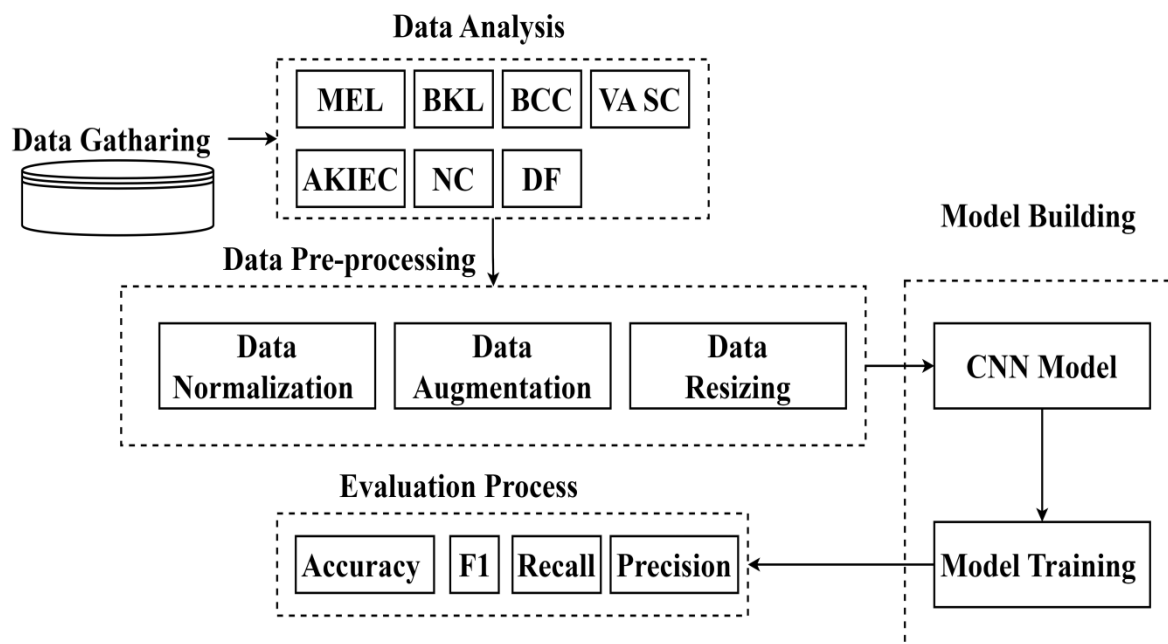 Data Analysis
MEL
BKL
BCC
VA SC
Data Gatharing
AKIEC
NC
DF
Data Pre-processing
Data
Normalization
Data
Augmentation
Data
Resizing
Model Building
CNN Model
Model Training
Evaluation Process
Accuracy
F1
Recall
Precision